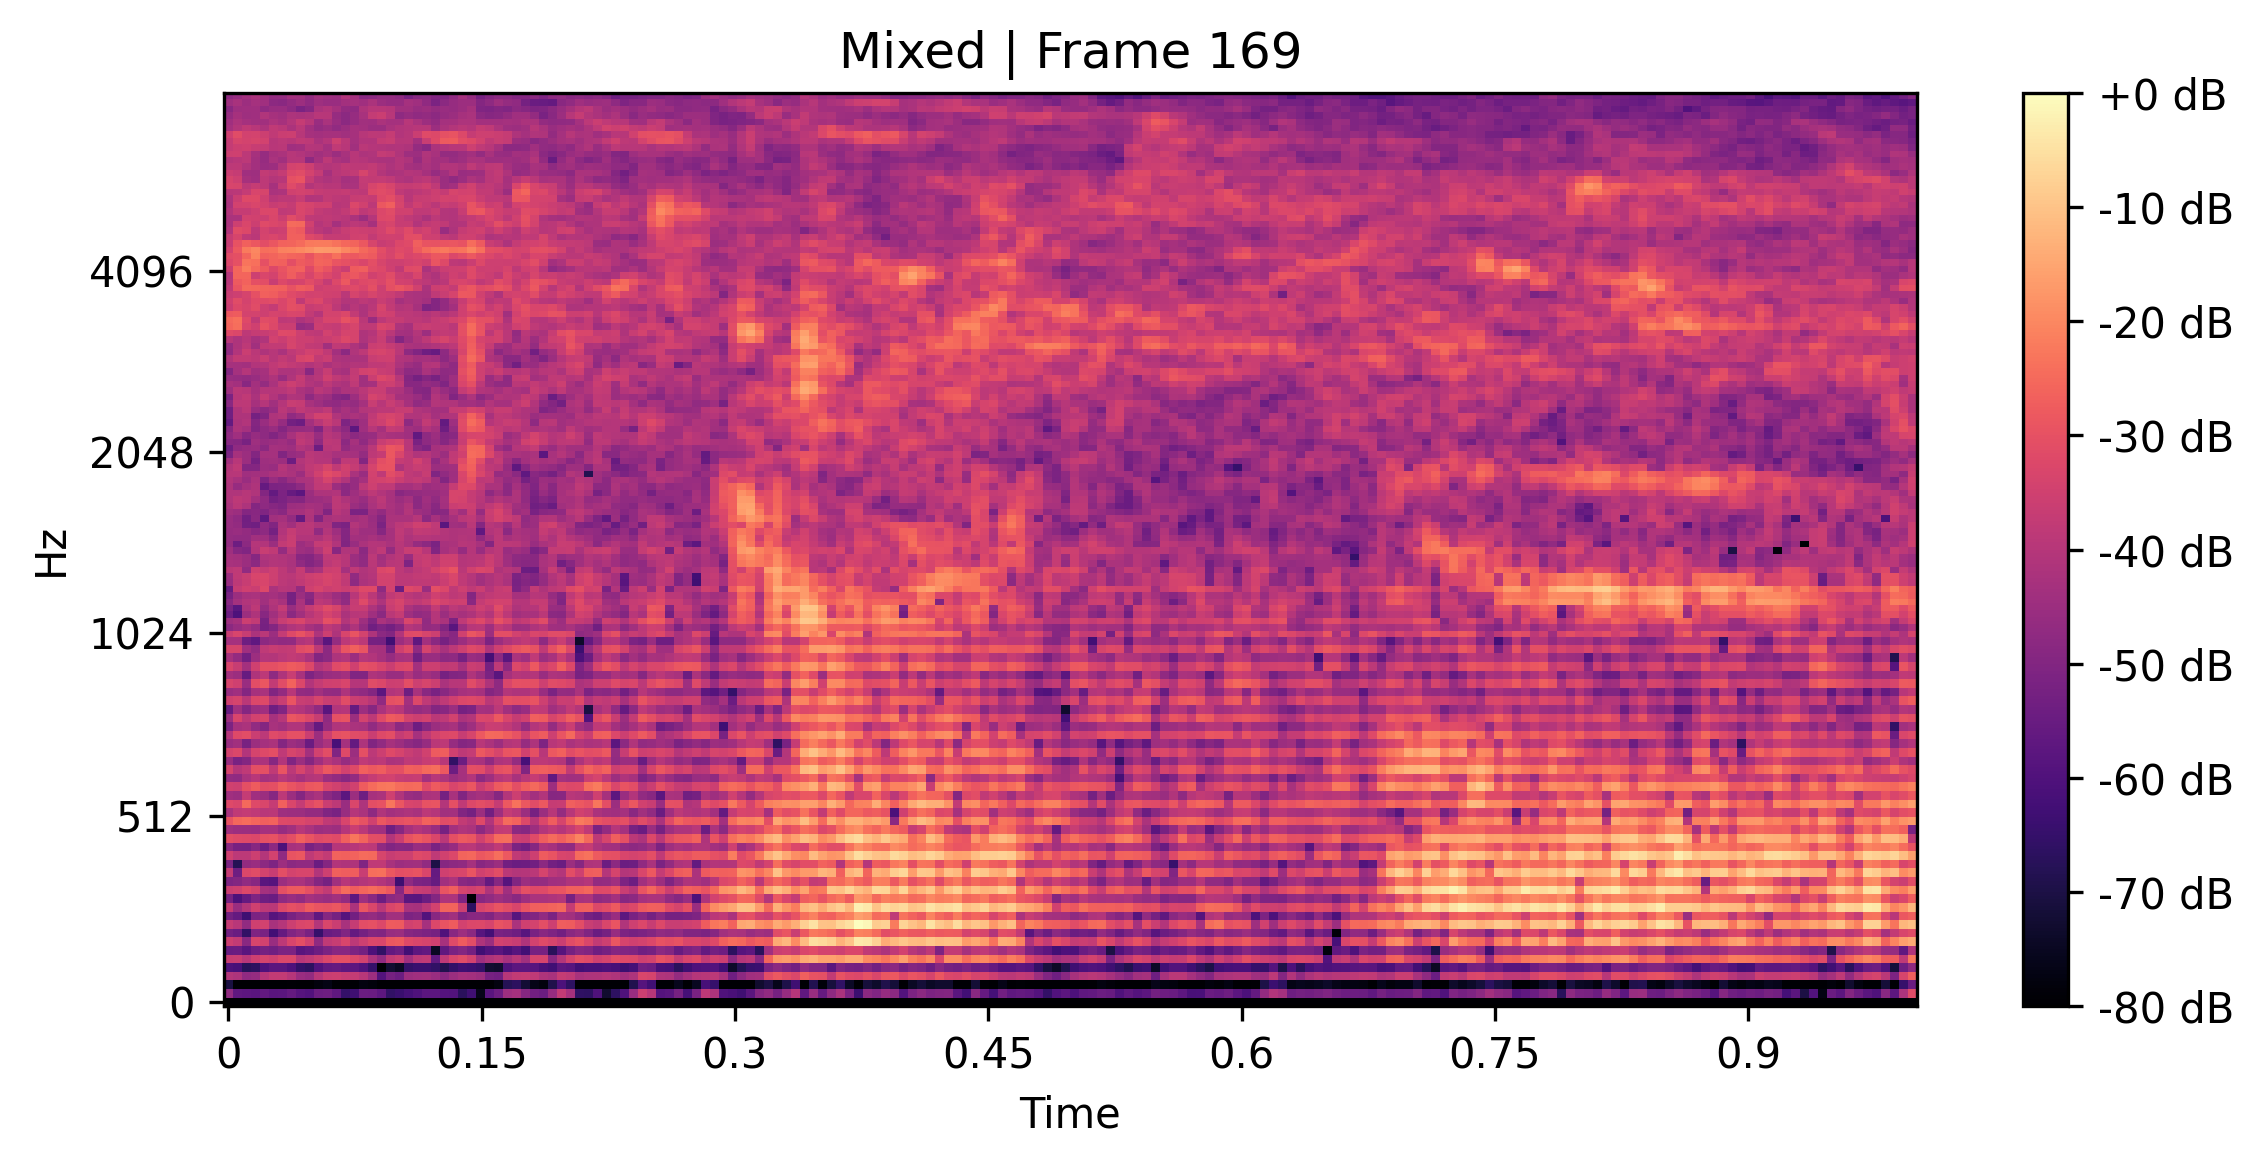 Mixed | Frame 169
Hz
4096
2048
1024
512
0
0 0.15 0.3 0.45 0.6 0.75 0.9
Time
+0 dB
-10 dB
-20 dB
-30 dB
-40 dB
-50 dB
-60 dB
-70 dB
-80 dB